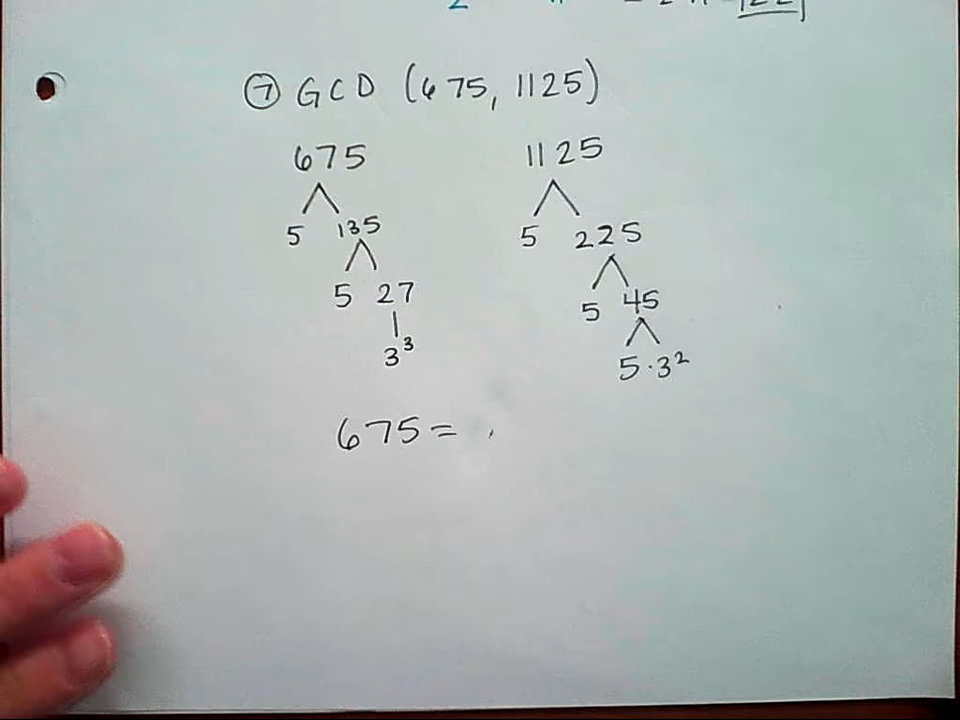 ⑦ GCD (675, 1125)
675 1125
5 135 5 225
5 27 5 45
3³ 5·3²
675 =